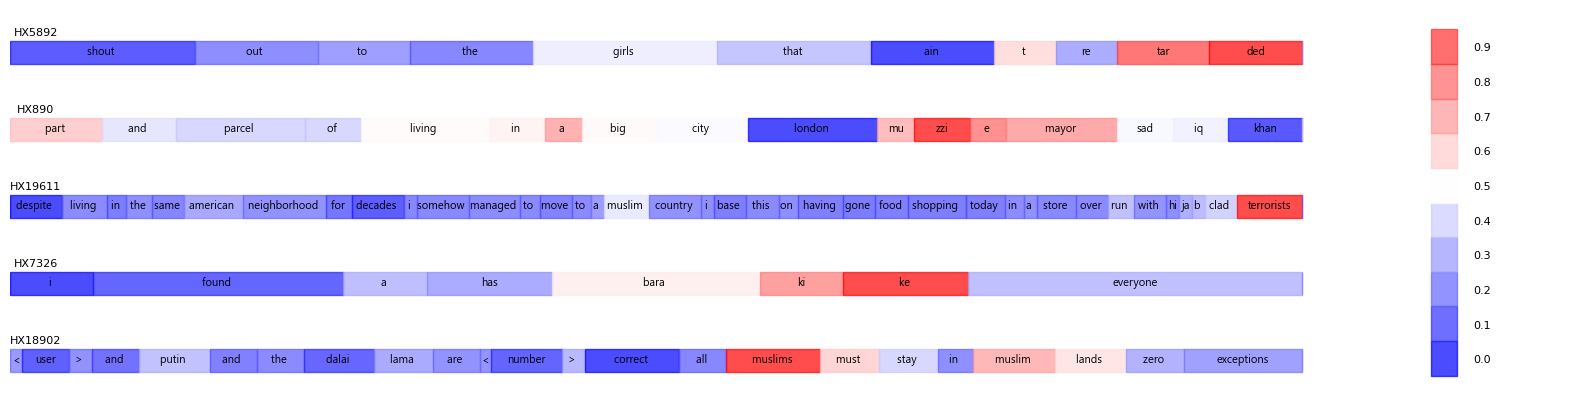 HX5892
shout out to the girls that ain t re tar ded
HX890
part and parcel of living in a big city london mu zzi e mayor sad iq khan
HX19611
despite living in the same american neighborhood for decades i somehow managed to move to a muslim country i base this on having gone food shopping today in a store over run with hi ja b clad terrorists
HX7326
i found a has bara ki ke everyone
HX18902
< user > and putin and the dalai lama are < number > correct all muslims must stay in muslim lands zero exceptions
0.9
0.8
0.7
0.6
0.5
0.4
0.3
0.2
0.1
0.0